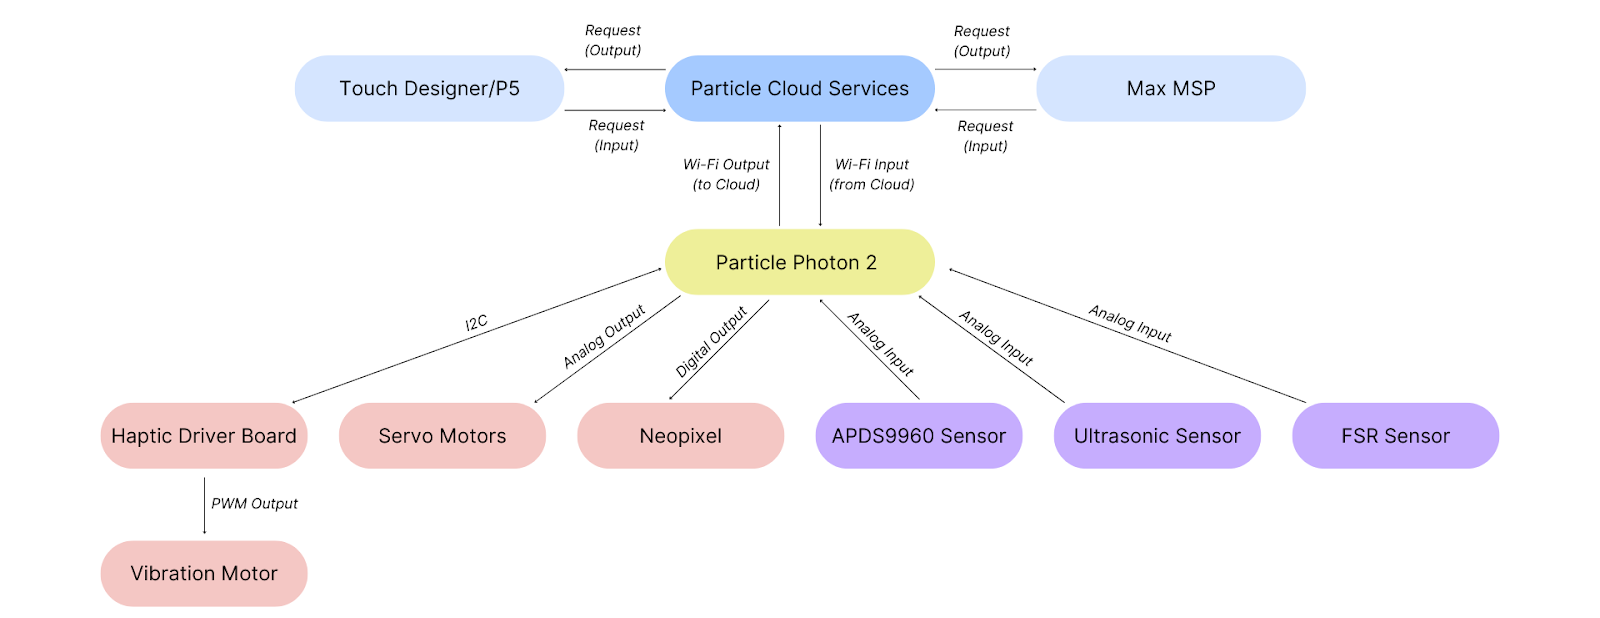 Request
(Output)
Request
(Output)
Touch Designer/P5
Particle Cloud Services
Max MSP
Request
(Input)
Request
(Input)
Wi-Fi Output
(to Cloud)
Wi-Fi Input
(from Cloud)
Particle Photon 2
I2C
Analog Output
Digital Output
Analog Input
Analog Input
Analog Input
Haptic Driver Board
Servo Motors
Neopixel
APDS9960 Sensor
Ultrasonic Sensor
FSR Sensor
PWM Output
Vibration Motor